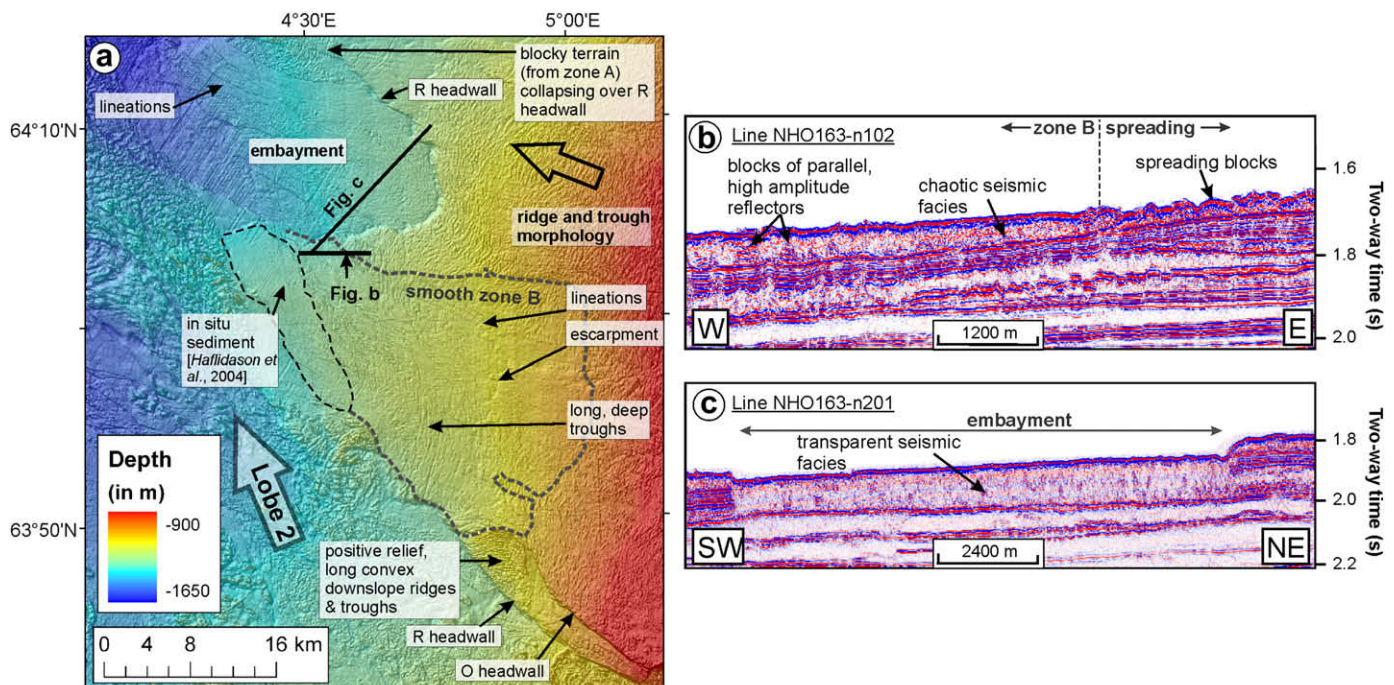 4°30'E
5°00'E
a
blocky terrain
(from zone A)
collapsing over R
headwall
R headwall
lineations
64°10'N
embayment
Fig. c
ridge and trough
morphology
Fig. b
smooth zone B
lineations
in situ
sediment
[Haflidason et
al., 2004]
escarpment
long, deep
troughs
Depth
(in m)
-900
-1650
Lobe 2
63°50'N
positive relief,
long convex
downslope ridges
& troughs
R headwall
O headwall
0 4 8 16 km
b Line NHO163-n102
zone B spreading
blocks of parallel,
high amplitude
reflectors
chaotic seismic
facies
spreading blocks
1.6
1.8
2.0
Two-way time (s)
W
1200 m
E
c Line NHO163-n201
embayment
transparent seismic
facies
1.8
2.0
2.2
Two-way time (s)
SW
2400 m
NE